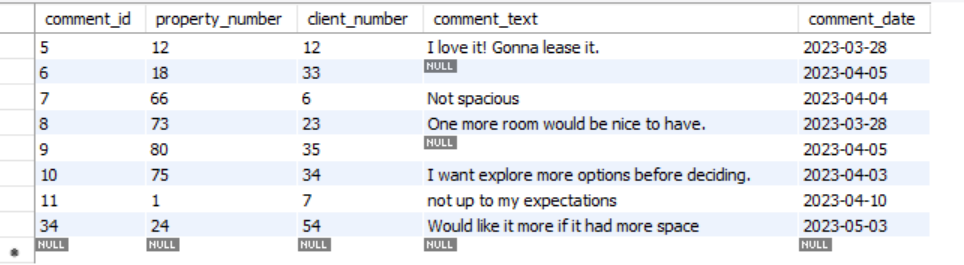 comment_id property_number client_number comment_text comment_date
5 12 12 I love it! Gonna lease it. 2023-03-28
6 18 33 NULL 2023-04-05
7 66 6 Not spacious 2023-04-04
8 73 23 One more room would be nice to have. 2023-03-28
9 80 35 NULL 2023-04-05
10 75 34 I want explore more options before deciding. 2023-04-03
11 1 7 not up to my expectations 2023-04-10
34 24 54 Would like it more if it had more space 2023-05-03
NULL NULL NULL NULL NULL